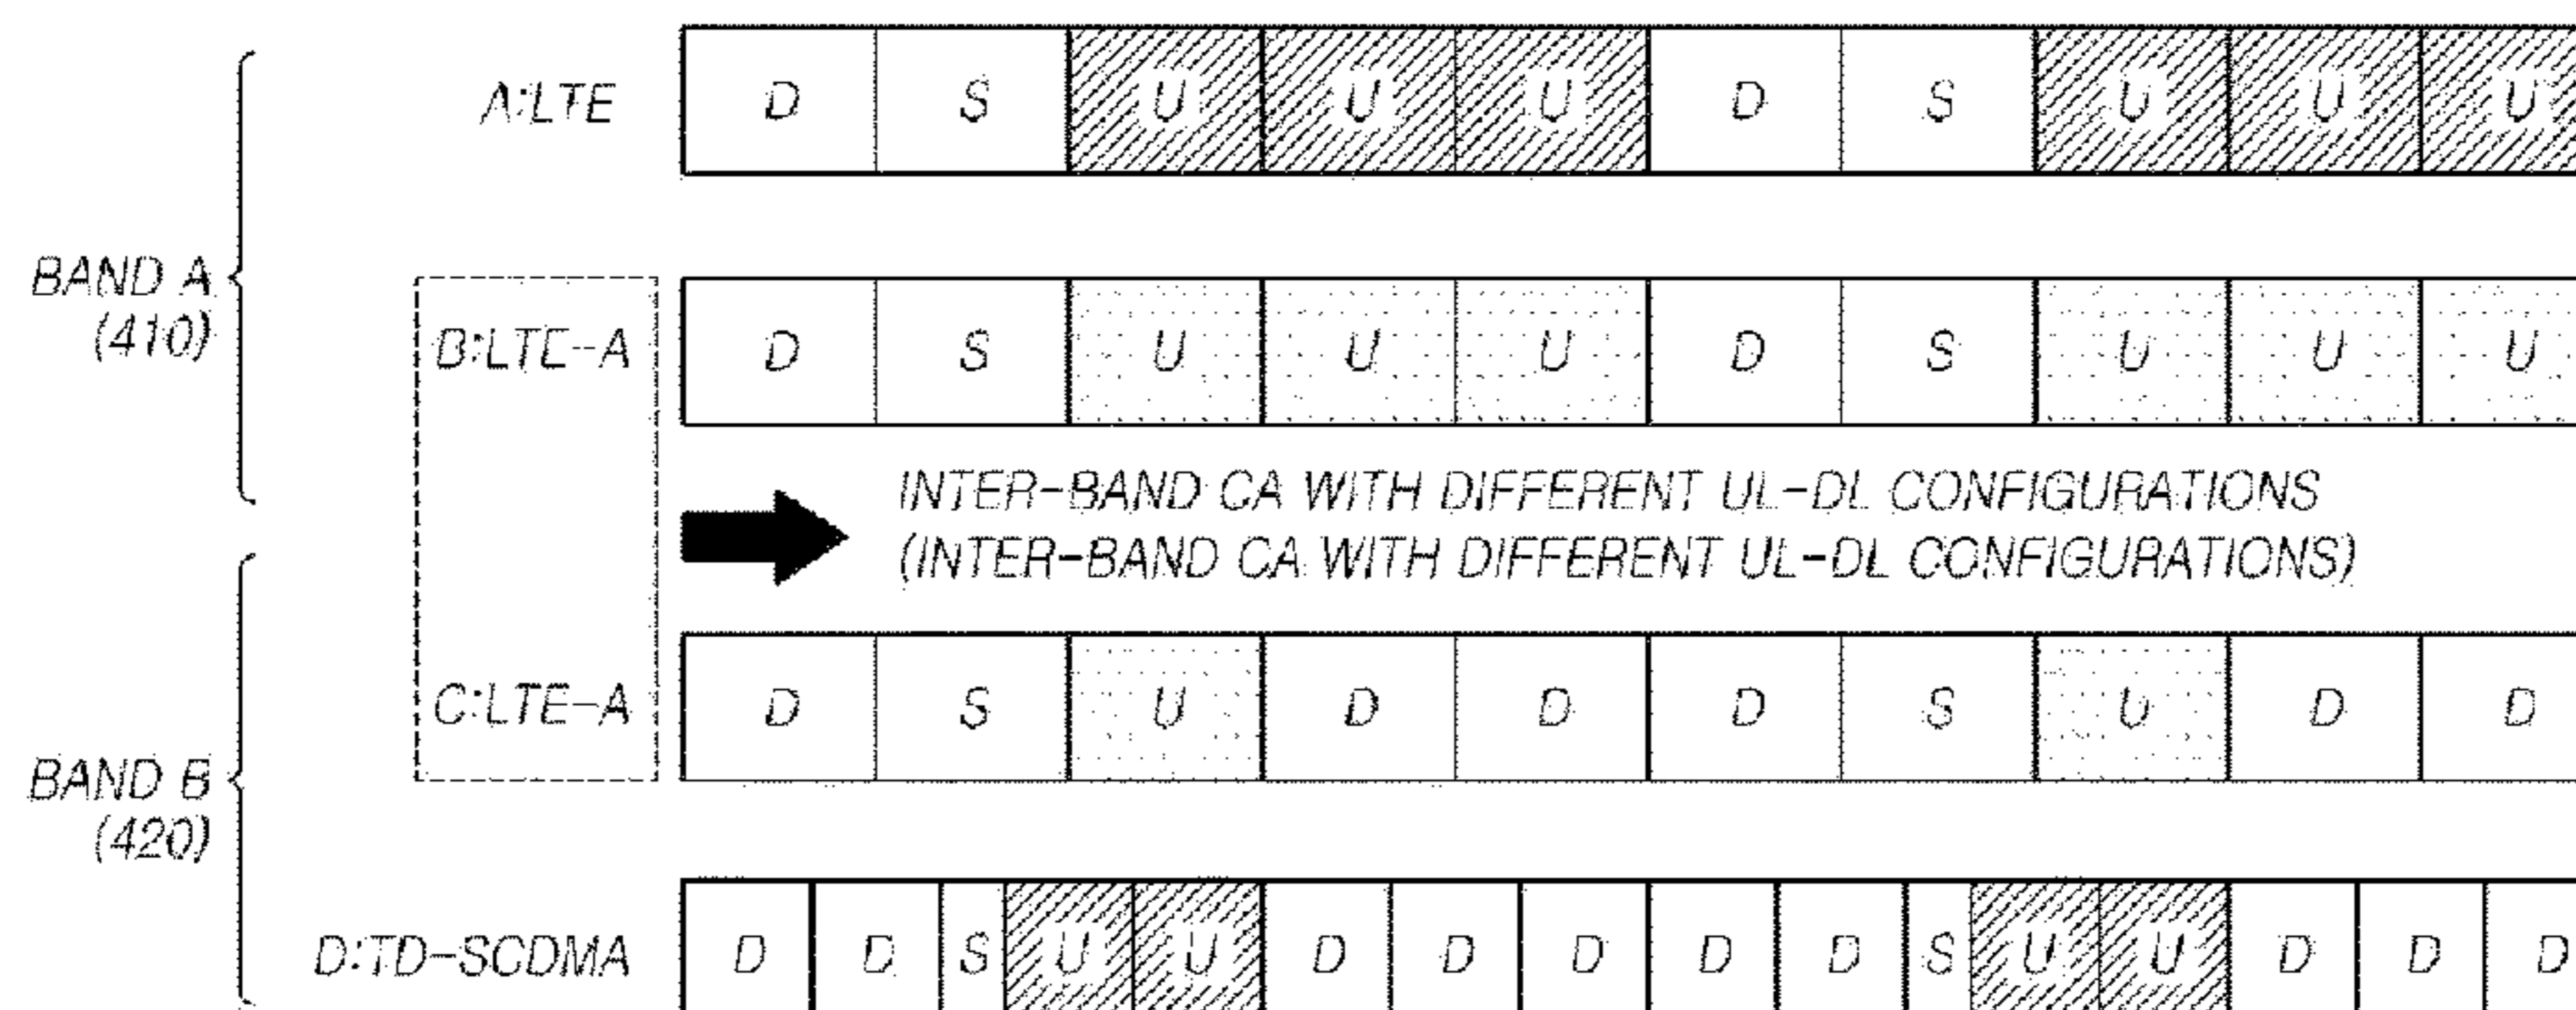 A:LTE D S U U U D S U U U
BAND A
(410)
B:LTE-A D S U U U D S U U U
INTER-BAND CA WITH DIFFERENT UL-DL CONFIGURATIONS
(INTER-BAND CA WITH DIFFERENT UL-DL CONFIGURATIONS)
C:LTE-A D S U D D D S U D D
BAND B
(420)
D:TD-SCDMA D D S U U D D D D D S U U D D D